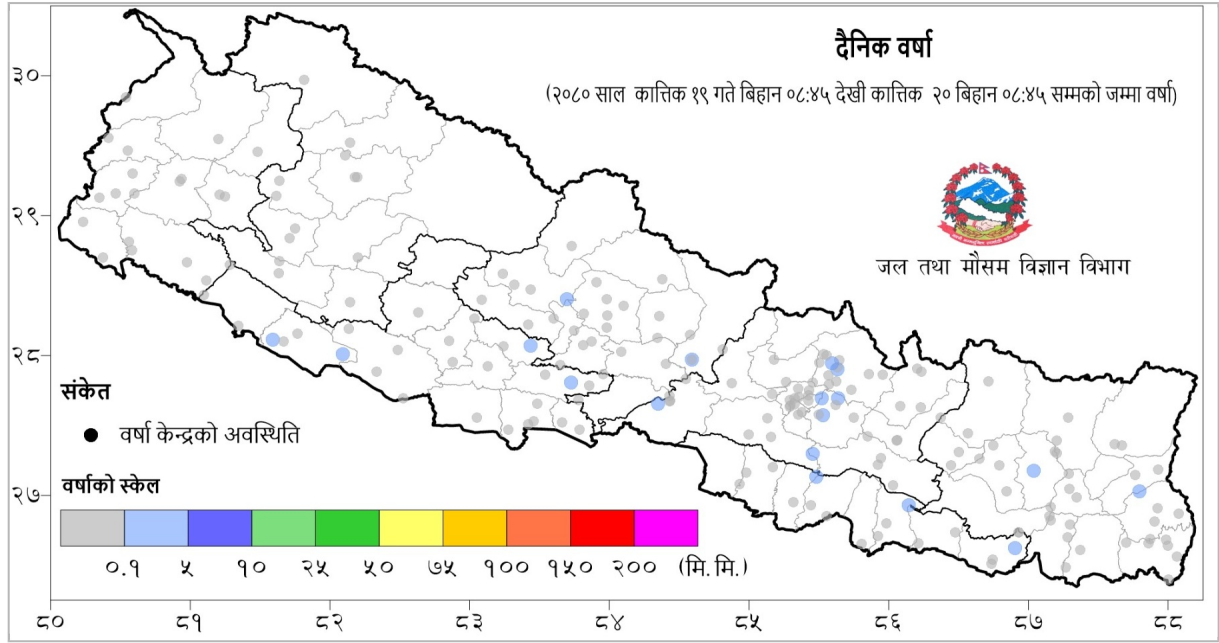 दैनिक वर्षा
(२०८० साल कात्तिक १९ गते बिहान ०८:४५ देखी कात्तिक २० बिहान ०८:४५ सम्मको जम्मा वर्षा)
जल तथा मौसम विज्ञान विभाग
३०
२९
२८
२७
संकेत
वर्षा केन्द्रको अवस्थिति
वर्षाको स्केल
०.१ ५ १० २५ ५० ७५ १०० १५० २०० (मि.मि.)
८० ८१ ८२ ८३ ८४ ८५ ८६ ८७ ८८